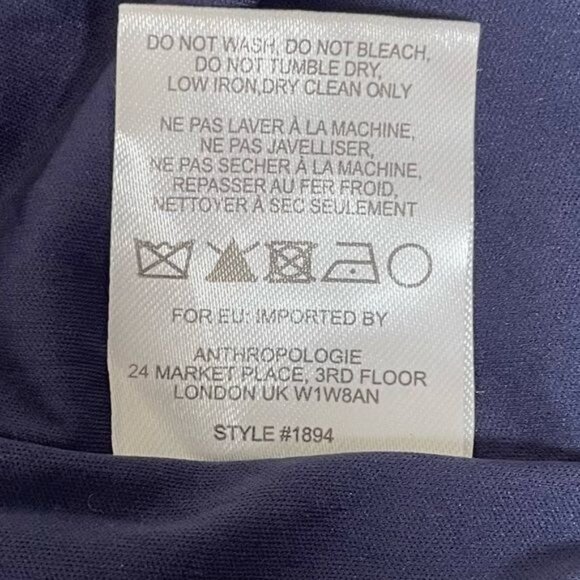 DO NOT WASH, DO NOT BLEACH,
DO NOT TUMBLE DRY,
LOW IRON,DRY CLEAN ONLY
NE PAS LAVER À LA MACHINE,
NE PAS JAVELLISER,
NE PAS SECHER À LA MACHINE,
REPASSER AU FER FROID,
NETTOYER À SEC SEULEMENT
FOR EU: IMPORTED BY
ANTHROPOLOGIE
24 MARKET PLACE, 3RD FLOOR
LONDON UK W1W8AN
STYLE #1894